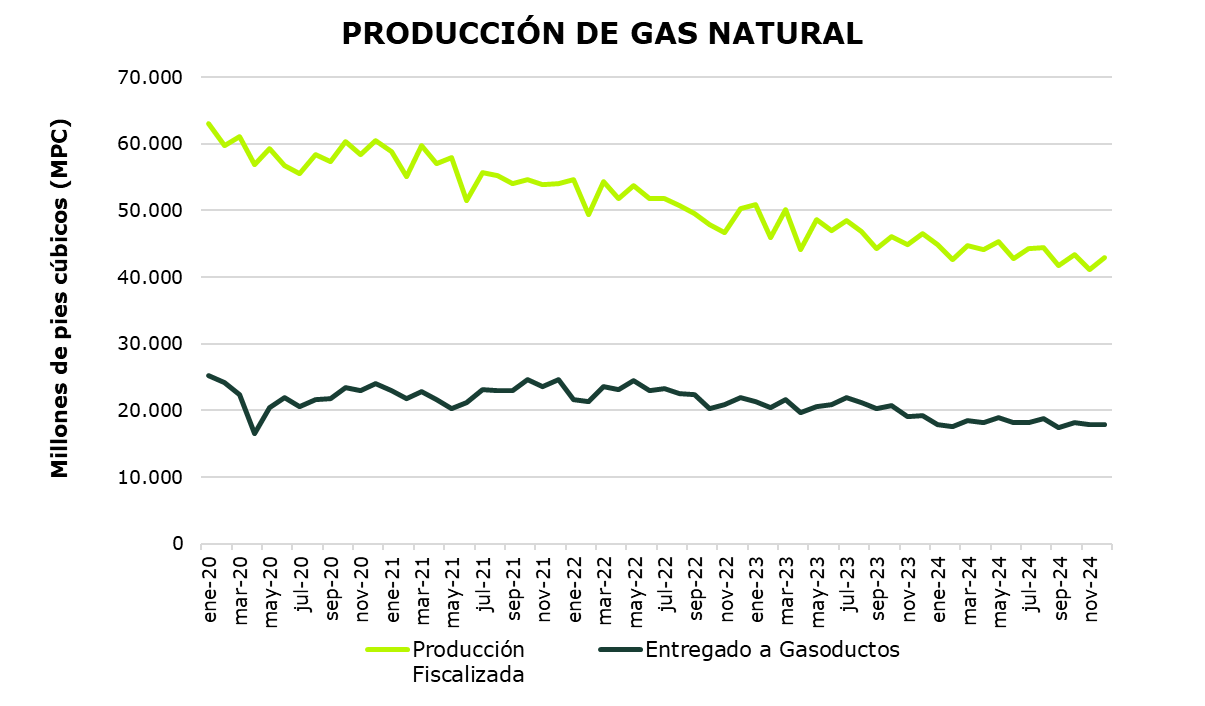 PRODUCCIÓN DE GAS NATURAL
Millones de pies cúbicos (MPC)
70.000
60.000
50.000
40.000
30.000
20.000
10.000
0
ene-20
mar-20
may-20
jul-20
sep-20
nov-20
ene-21
mar-21
may-21
jul-21
sep-21
nov-21
ene-22
mar-22
may-22
jul-22
sep-22
nov-22
ene-23
mar-23
may-23
jul-23
sep-23
nov-23
ene-24
mar-24
may-24
jul-24
sep-24
nov-24
Producción
Fiscalizada
Entregado a Gasoductos